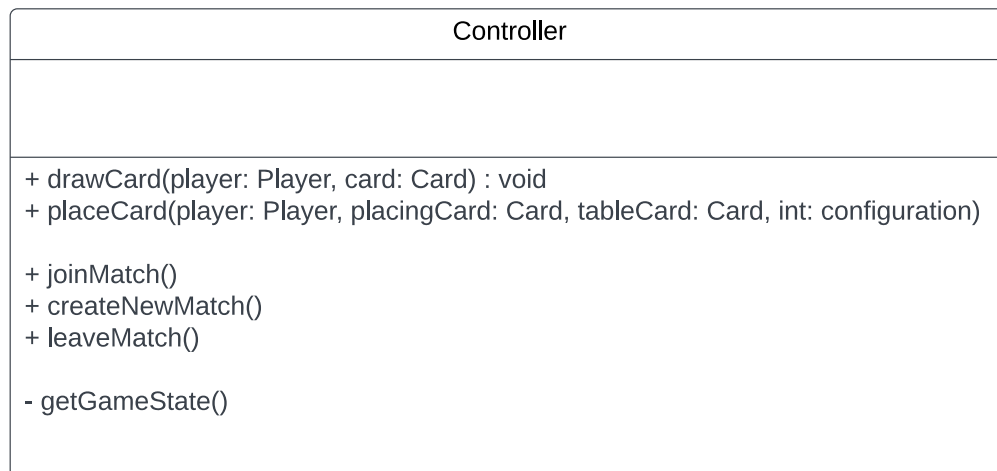 Controller
+ drawCard(player: Player, card: Card) : void
+ placeCard(player: Player, placingCard: Card, tableCard: Card, int: configuration)
+ joinMatch()
+ createNewMatch()
+ leaveMatch()
- getGameState()